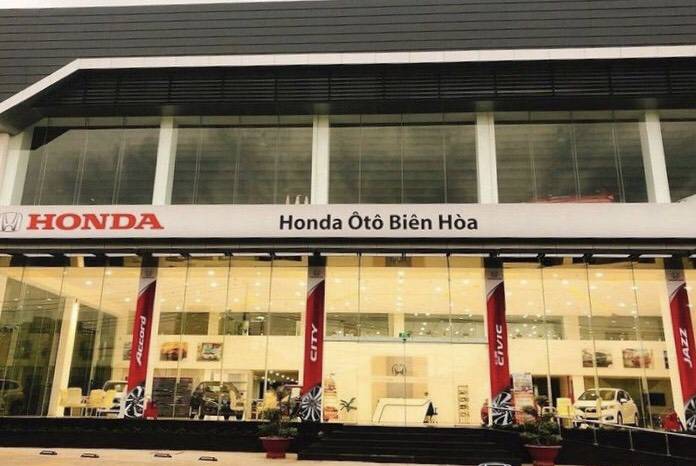 HONDA
Honda Ôtô Biên Hòa
Accord
CITY
CIVIC
JAZZ